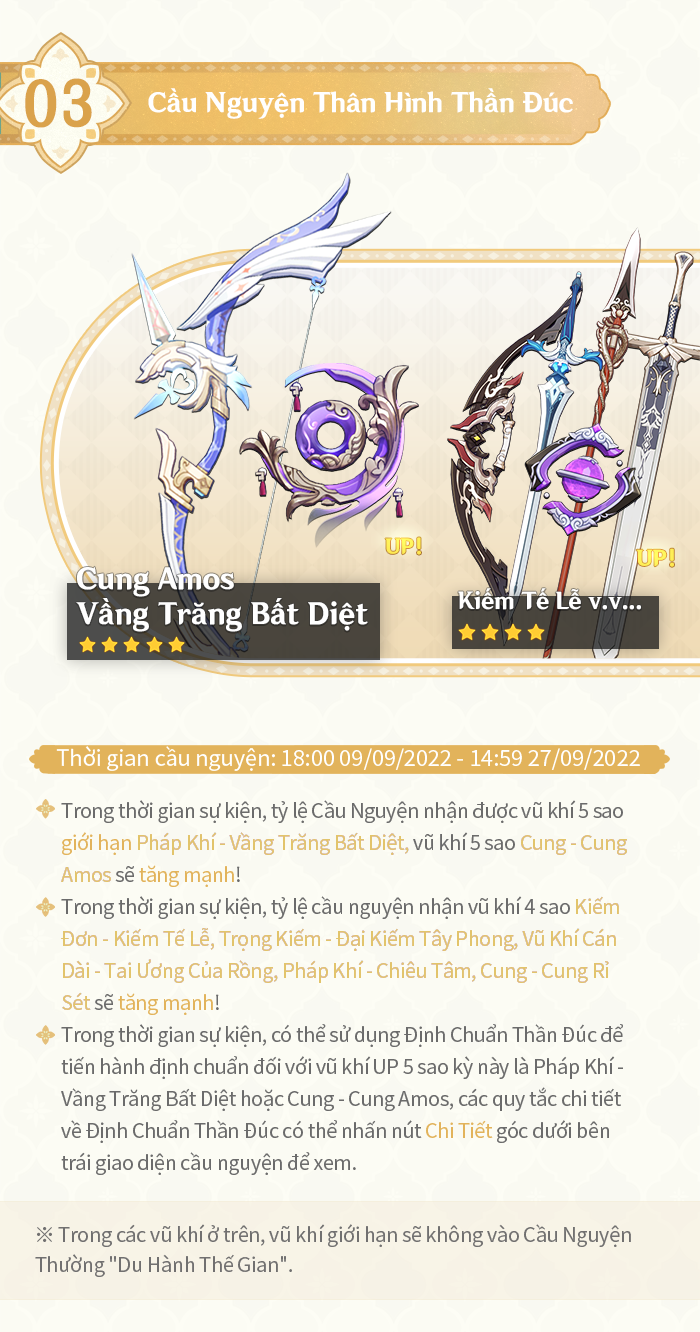 03
Cầu Nguyện Thân Hình Thần Đúc
UP!
UP!
Cung Amos
Vầng Trăng Bất Diệt
Kiếm Tế Lễ v.v...
Thời gian cầu nguyện: 18:00 09/09/2022 - 14:59 27/09/2022
Trong thời gian sự kiện, tỷ lệ Cầu Nguyện nhận được vũ khí 5 sao
giới hạn Pháp Khí - Vầng Trăng Bất Diệt, vũ khí 5 sao Cung - Cung
Amos sẽ tăng mạnh!
Trong thời gian sự kiện, tỷ lệ cầu nguyện nhận vũ khí 4 sao Kiếm
Đơn - Kiếm Tế Lễ, Trọng Kiếm - Đại Kiếm Tây Phong, Vũ Khí Cán
Dài - Tai Ương Của Rồng, Pháp Khí - Chiêu Tâm, Cung - Cung Rỉ
Sét sẽ tăng mạnh!
Trong thời gian sự kiện, có thể sử dụng Định Chuẩn Thần Đúc để
tiến hành định chuẩn đối với vũ khí UP 5 sao kỳ này là Pháp Khí -
Vầng Trăng Bất Diệt hoặc Cung - Cung Amos, các quy tắc chi tiết
về Định Chuẩn Thần Đúc có thể nhấn nút Chi Tiết góc dưới bên
trái giao diện cầu nguyện để xem.
※ Trong các vũ khí ở trên, vũ khí giới hạn sẽ không vào Cầu Nguyện
Thường "Du Hành Thế Gian".